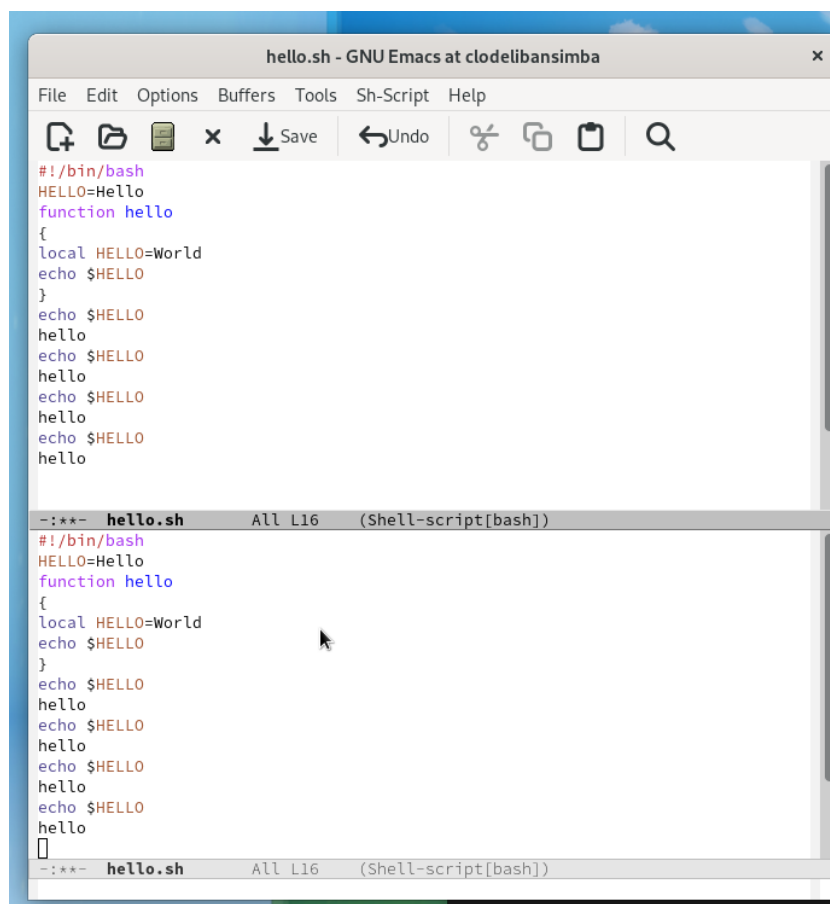 hello.sh - GNU Emacs at clodelibansimba ×
File Edit Options Buffers Tools Sh-Script Help
Save Undo
#!/bin/bash
HELLO=Hello
function hello
{
local HELLO=World
echo $HELLO
}
echo $HELLO
hello
echo $HELLO
hello
echo $HELLO
hello
echo $HELLO
hello
-:**- hello.sh All L16 (Shell-script[bash])
#!/bin/bash
HELLO=Hello
function hello
{
local HELLO=World
echo $HELLO
}
echo $HELLO
hello
echo $HELLO
hello
echo $HELLO
hello
echo $HELLO
hello
-:**- hello.sh All L16 (Shell-script[bash])